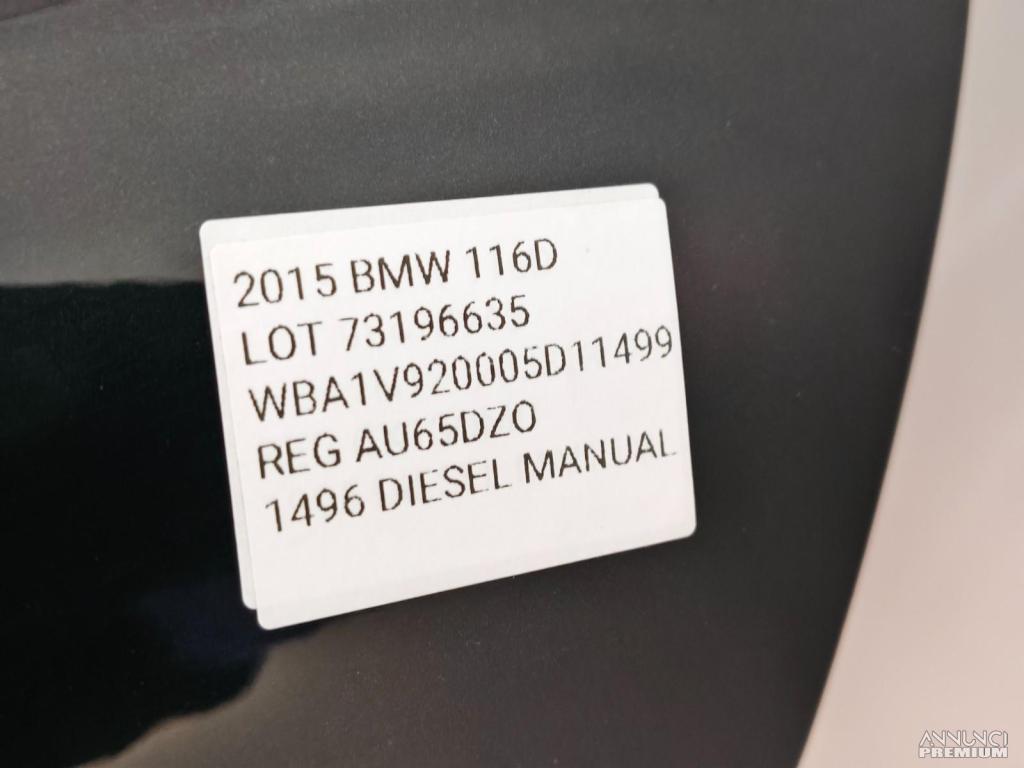 2015 BMW 116D
LOT 73196635
WBA1V920005D11499
REG AU65DZO
1496 DIESEL MANUAL
ANNUNCI
PREMIUM